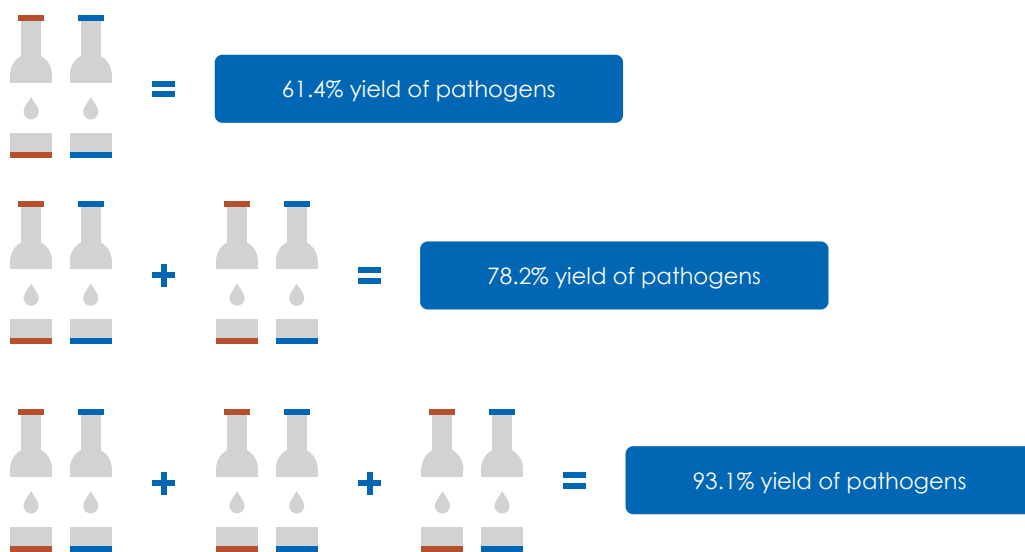 = 61.4% yield of pathogens
+ = 78.2% yield of pathogens
+ + = 93.1% yield of pathogens